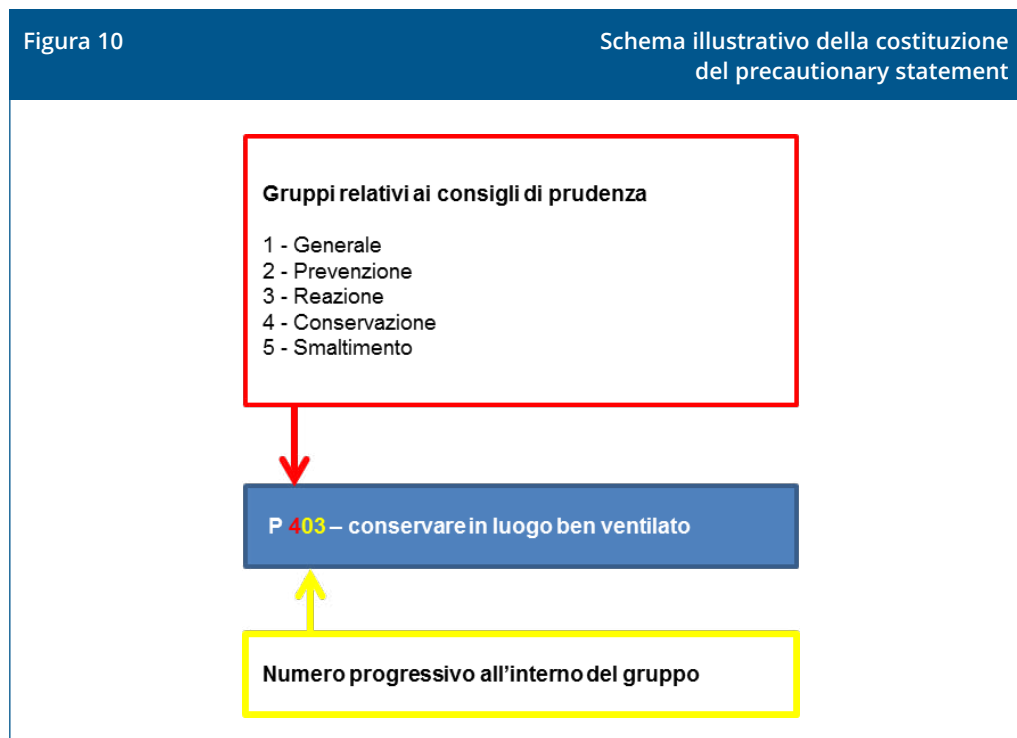 Figura 10
Schema illustrativo della costituzione
del precautionary statement
Gruppi relativi ai consigli di prudenza
1 - Generale
2 - Prevenzione
3 - Reazione
4 - Conservazione
5 - Smaltimento
P 403 – conservare in luogo ben ventilato
Numero progressivo all'interno del gruppo